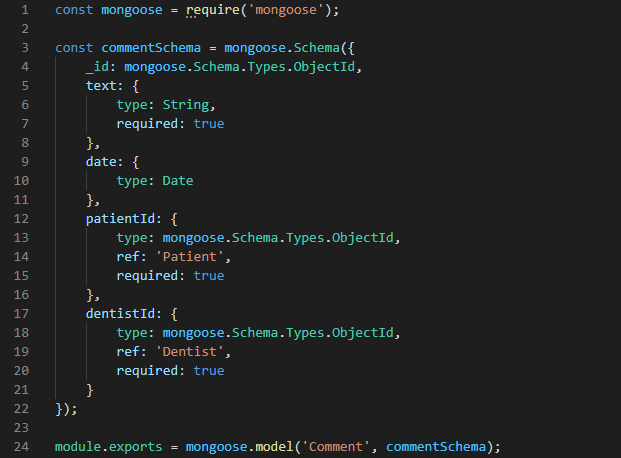 1 const mongoose = require('mongoose');
2
3 const commentSchema = mongoose.Schema({
4     _id: mongoose.Schema.Types.ObjectId,
5     text: {
6         type: String,
7         required: true
8     },
9     date: {
10         type: Date
11     },
12     patientId: {
13         type: mongoose.Schema.Types.ObjectId,
14         ref: 'Patient',
15         required: true
16     },
17     dentistId: {
18         type: mongoose.Schema.Types.ObjectId,
19         ref: 'Dentist',
20         required: true
21     }
22 });
23
24 module.exports = mongoose.model('Comment', commentSchema);